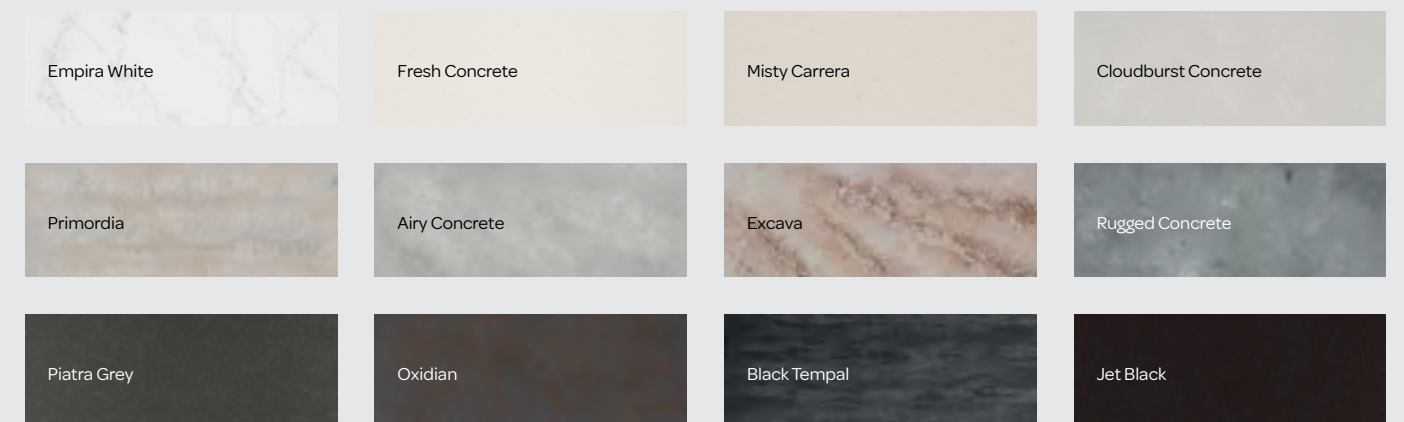 Empira White
Fresh Concrete
Misty Carrera
Cloudburst Concrete
Primordia
Airy Concrete
Excava
Rugged Concrete
Piatra Grey
Oxidian
Black Tempal
Jet Black